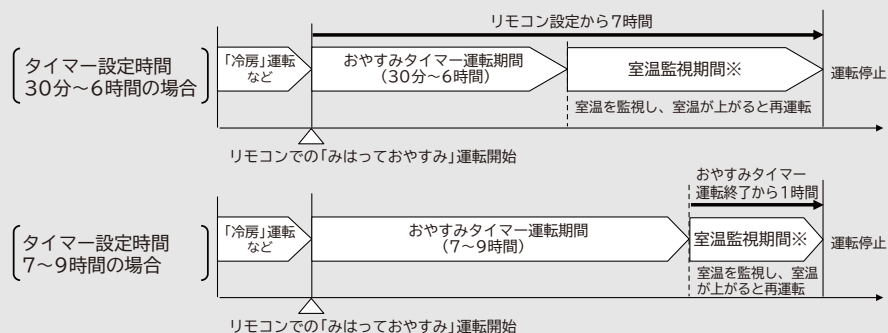 リモコン設定から7時間
タイマー設定時間
30分～6時間の場合
「冷房」運転
など
おやすみタイマー運転期間
(30分～6時間)
室温監視期間※
運転停止
室温を監視し、室温が上がると再運転
リモコンでの「みはっておやすみ」運転開始
おやすみタイマー
運転終了から1時間
タイマー設定時間
7～9時間の場合
「冷房」運転
など
おやすみタイマー運転期間
(7～9時間)
室温監視期間※
運転停止
室温を監視し、室温
が上がると再運転
リモコンでの「みはっておやすみ」運転開始